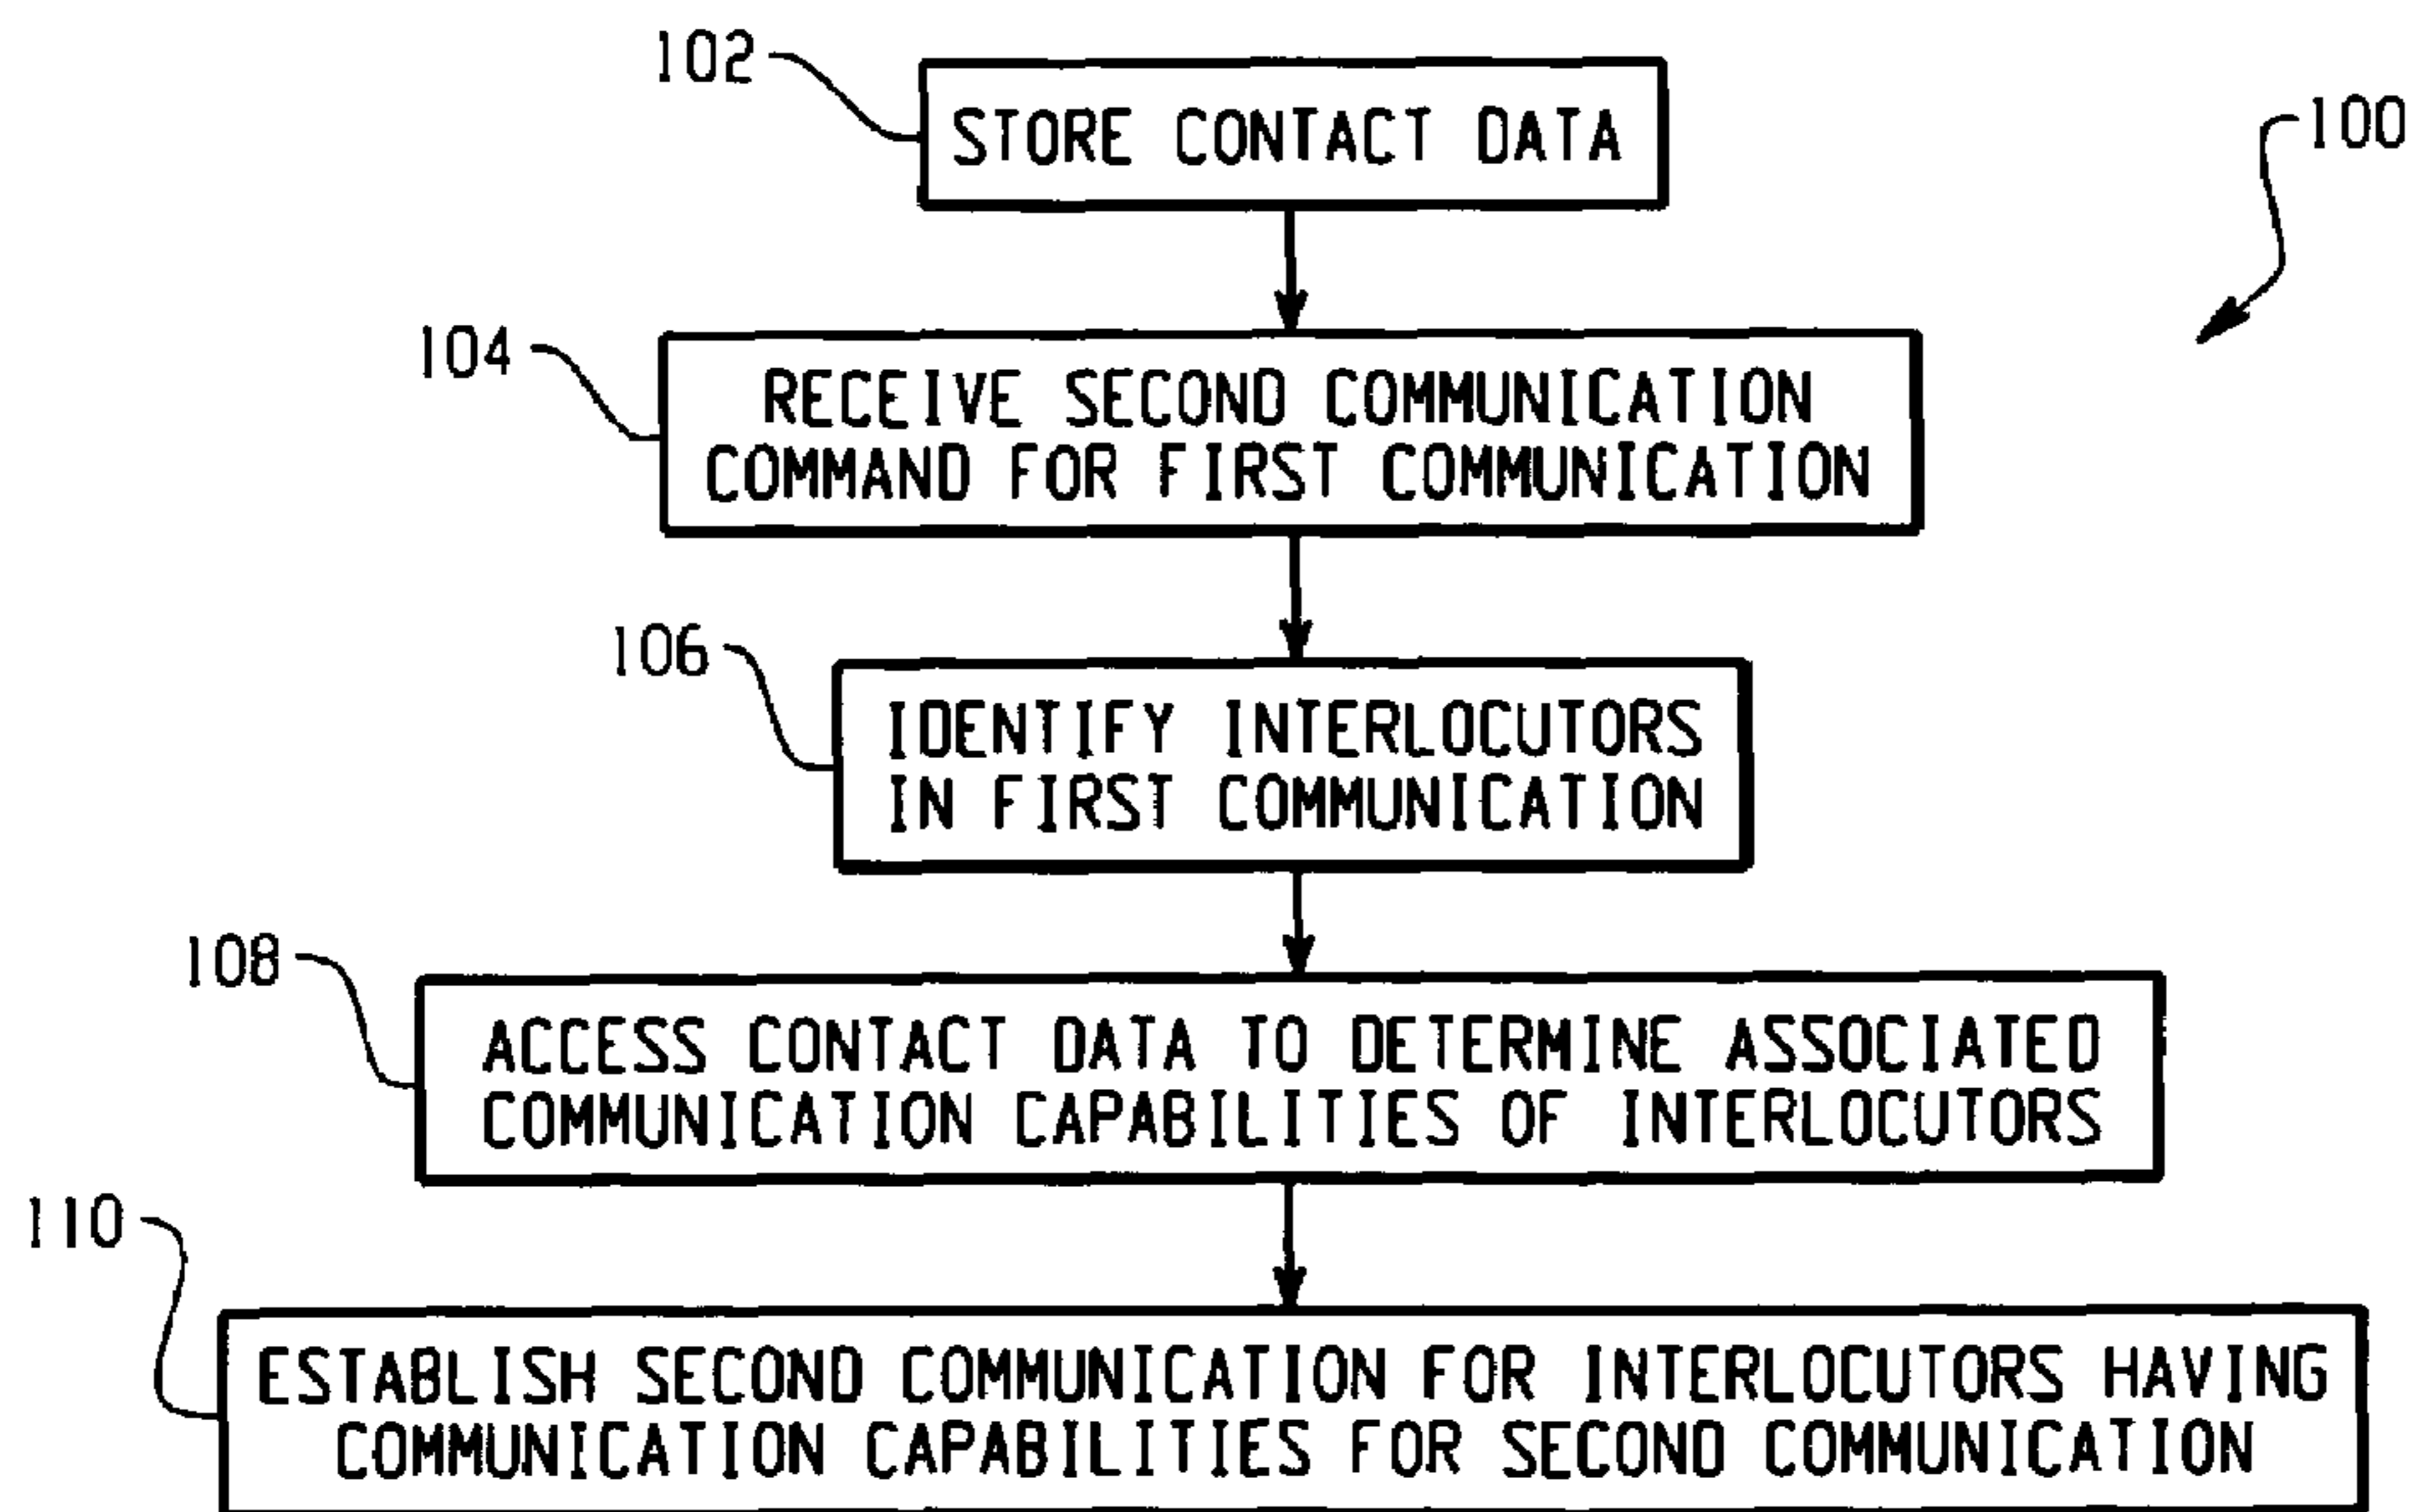 102
STORE CONTACT DATA
100
104
RECEIVE SECOND COMMUNICATION
COMMAND FOR FIRST COMMUNICATION
106
IDENTIFY INTERLOCUTORS
IN FIRST COMMUNICATION
108
ACCESS CONTACT DATA TO DETERMINE ASSOCIATED
COMMUNICATION CAPABILITIES OF INTERLOCUTORS
110
ESTABLISH SECOND COMMUNICATION FOR INTERLOCUTORS HAVING
COMMUNICATION CAPABILITIES FOR SECOND COMMUNICATION